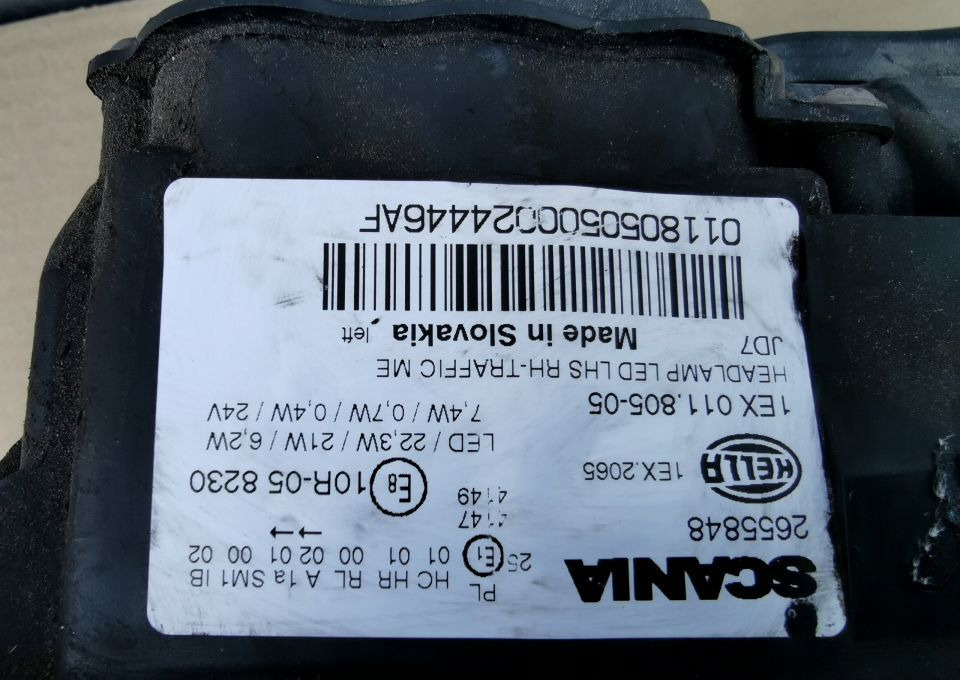 SCANIA
2655848
PL HC HR RL A 1a SM1 IB
25 E1 01 01 00 02 01 00 02
4147
4149
HELLA
1EX.2065
E8 10R-05 8230
LED / 22,3W / 21W / 6,2W
7,4W / 0,7W / 0,4W / 24V
1EX 011.805-05
HEADLAMP LED LHS RH-TRAFFIC ME
JD7
Made in Slovakia left
0118050500024446AF